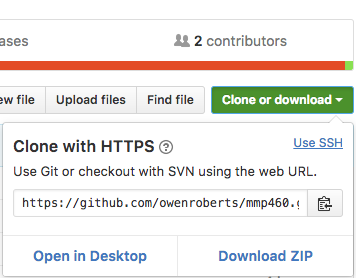 ases
2 contributors
ew file
Upload files
Find file
Clone or download
Clone with HTTPS ?
Use SSH
Use Git or checkout with SVN using the web URL.
https://github.com/owenroberts/mmp460.g
Open in Desktop
Download ZIP